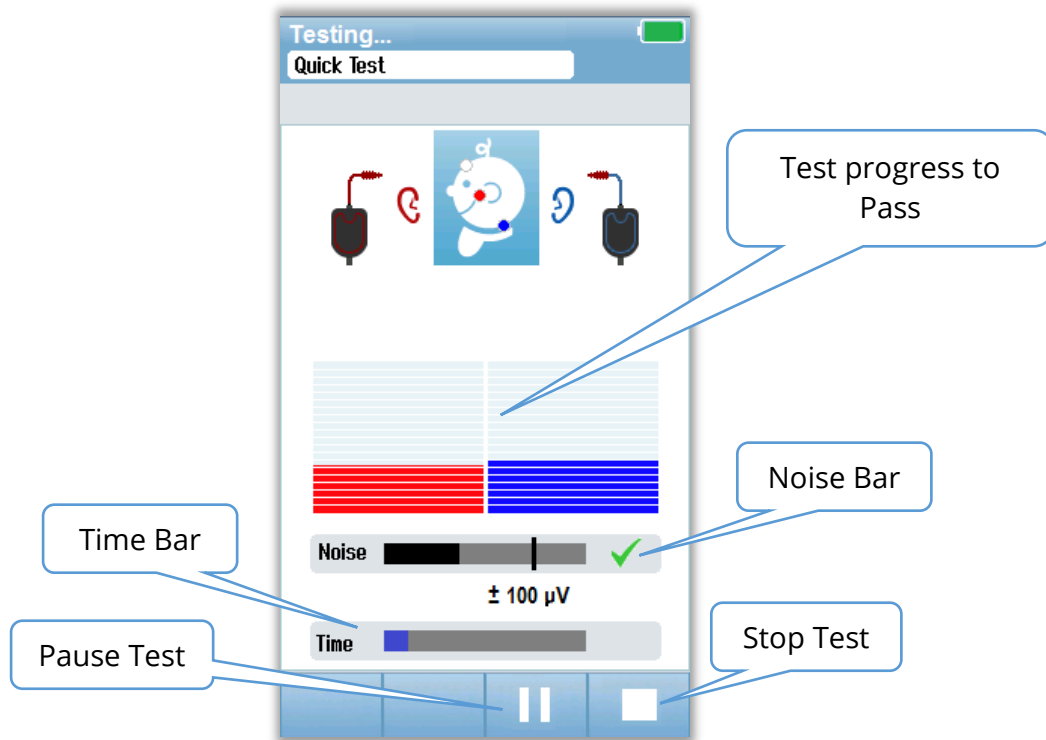 Testing...
Quick Test
Test progress to
Pass
Noise Bar
Time Bar
Noise
± 100 µV
Time
Pause Test
Stop Test